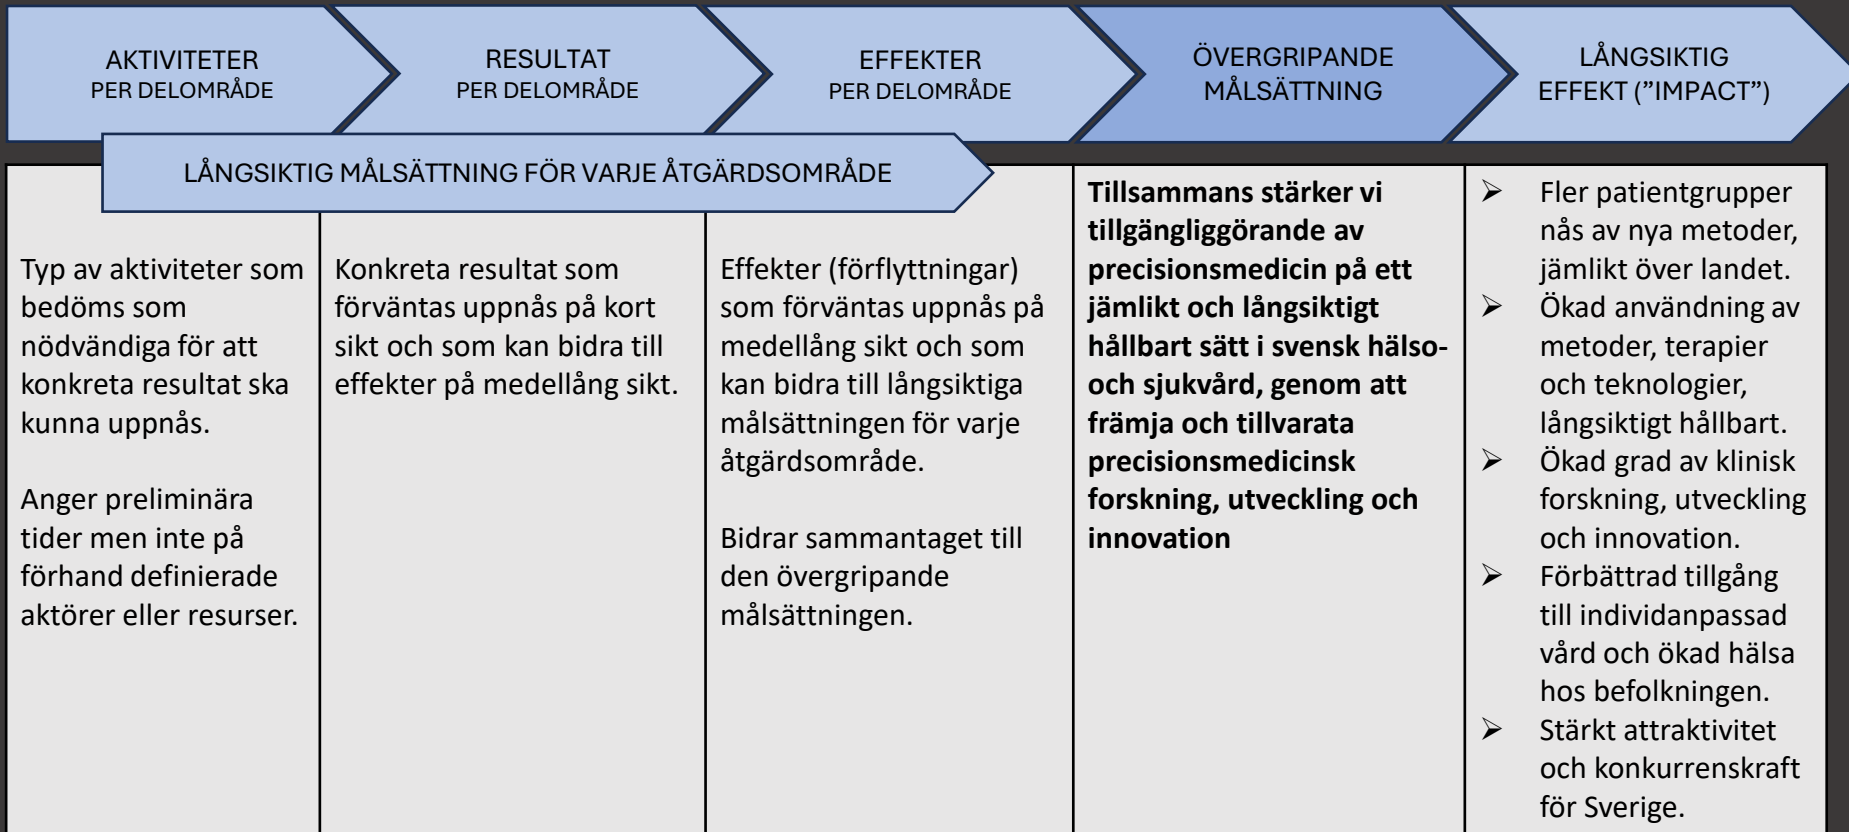 AKTIVITETER
PER DELOMRÅDE
RESULTAT
PER DELOMRÅDE
EFFEKTER
PER DELOMRÅDE
ÖVERGRIPANDE
MÅLSÄTTNING
LÅNGSIKTIG
EFFEKT (”IMPACT”)
LÅNGSIKTIG MÅLSÄTTNING FÖR VARJE ÅTGÄRDSOMRÅDE
Typ av aktiviteter som
bedöms som
nödvändiga för att
konkreta resultat ska
kunna uppnås.
Anger preliminära
tider men inte på
förhand definierade
aktörer eller resurser.
Konkreta resultat som
förväntas uppnås på kort
sikt och som kan bidra till
effekter på medellång sikt.
Effekter (förflyttningar)
som förväntas uppnås på
medellång sikt och som
kan bidra till långsiktiga
målsättningen för varje
åtgärdsområde.
Bidrar sammantaget till
den övergripande
målsättningen.
Tillsammans stärker vi
tillgängliggörande av
precisionsmedicin på ett
jämlikt och långsiktigt
hållbart sätt i svensk hälso-
och sjukvård, genom att
främja och tillvarata
precisionsmedicinsk
forskning, utveckling och
innovation
➢ Fler patientgrupper
nås av nya metoder,
jämlikt över landet.
➢ Ökad användning av
metoder, terapier
och teknologier,
långsiktigt hållbart.
➢ Ökad grad av klinisk
forskning, utveckling
och innovation.
➢ Förbättrad tillgång
till individanpassad
vård och ökad hälsa
hos befolkningen.
➢ Stärkt attraktivitet
och konkurrenskraft
för Sverige.